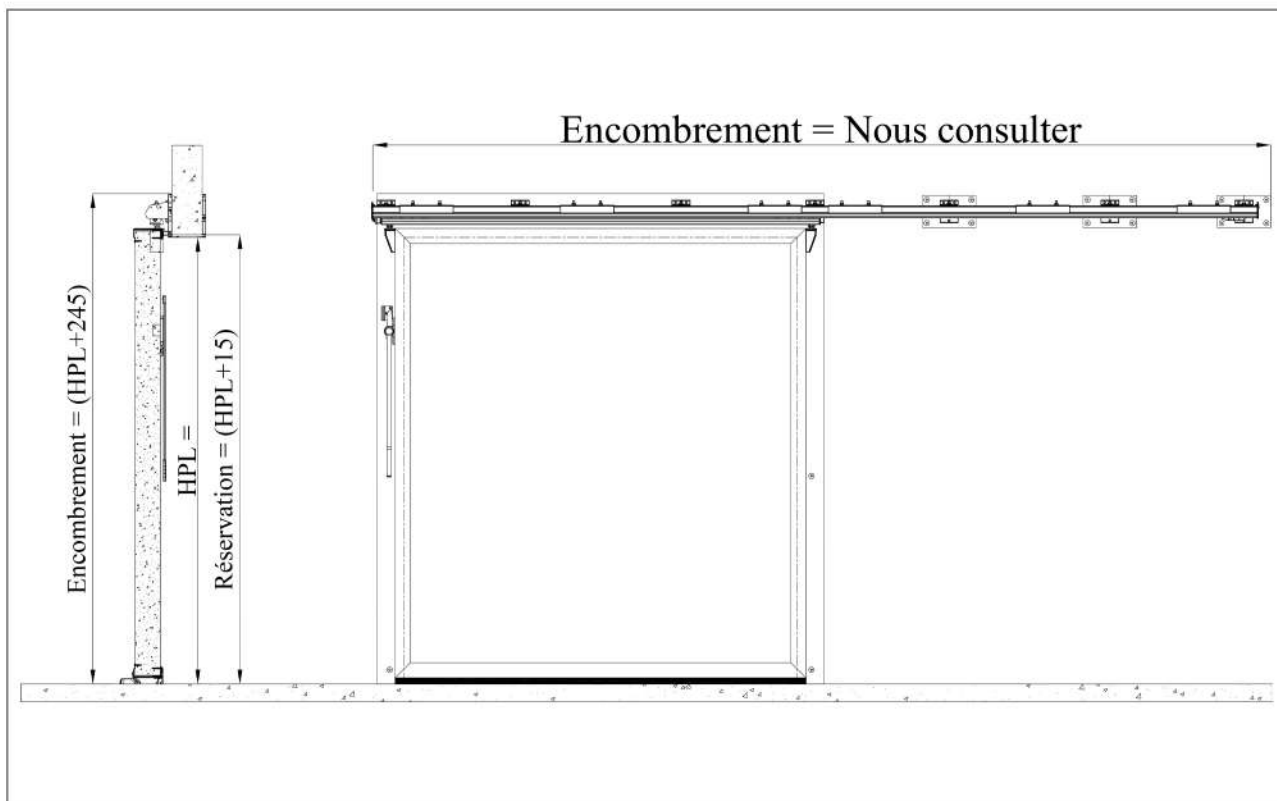 Encombrement = Nous consulter
Encombrement = (HPL+245)
HPL =
Réservation = (HPL+15)